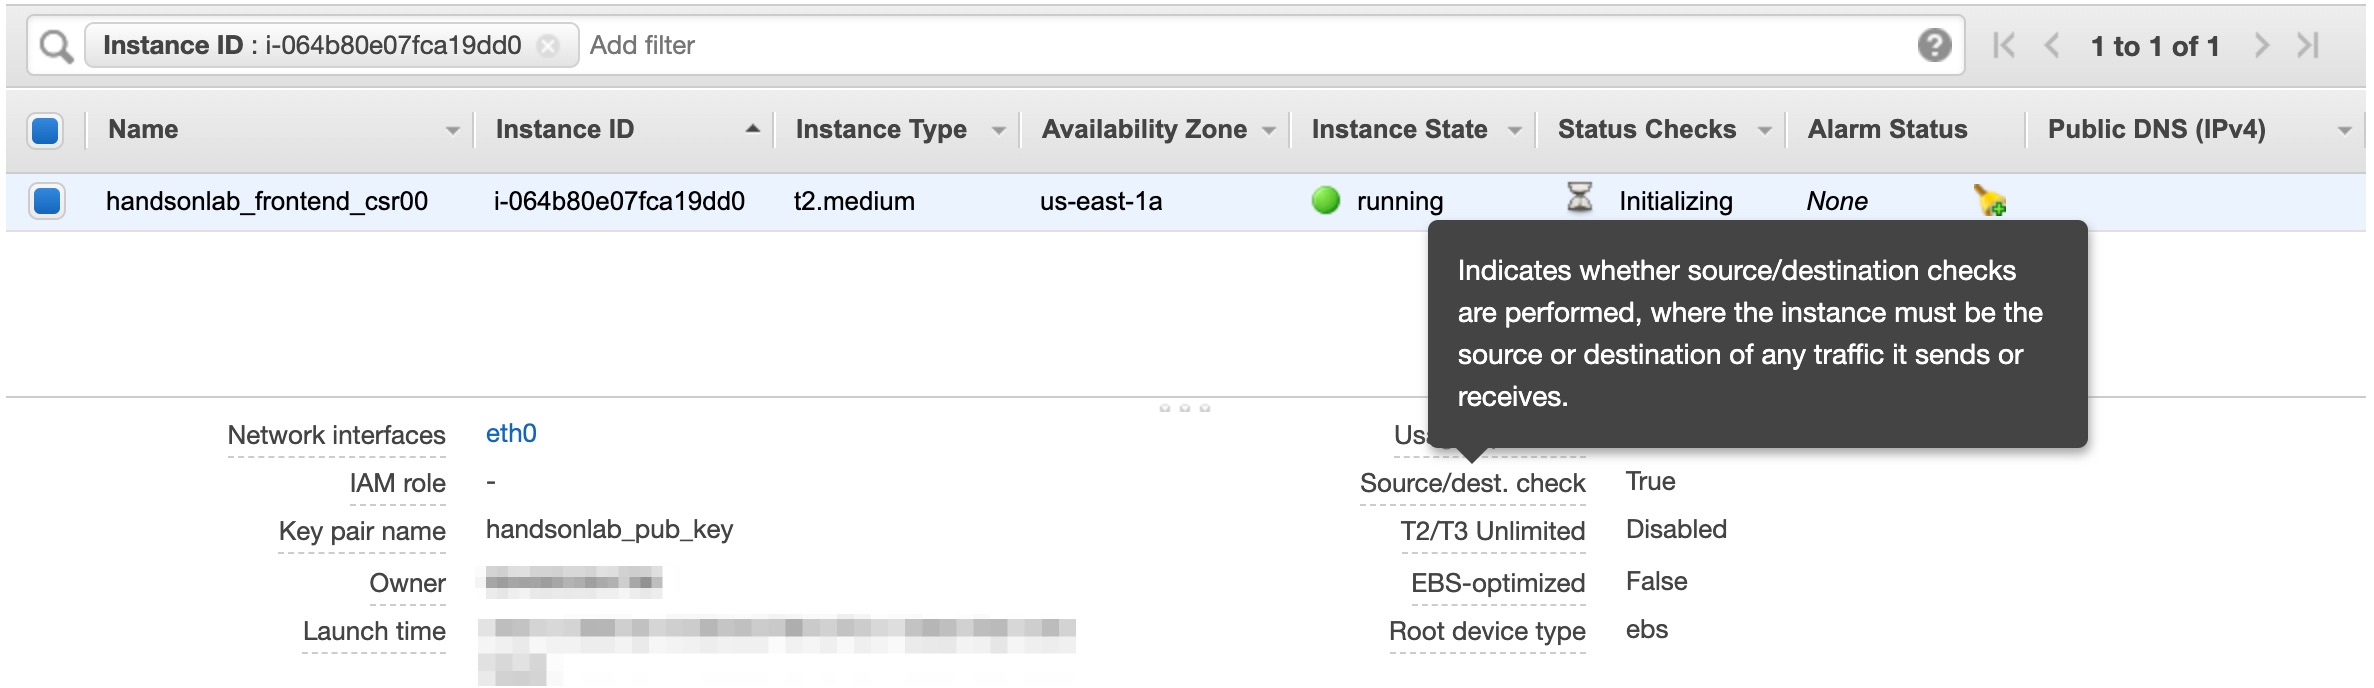 Instance ID : i-064b80e07fca19dd0 Add filter 1 to 1 of 1
Name Instance ID Instance Type Availability Zone Instance State Status Checks Alarm Status Public DNS (IPv4)
handsonlab_frontend_csr00 i-064b80e07fca19dd0 t2.medium us-east-1a running Initializing None
Indicates whether source/destination checks
are performed, where the instance must be the
source or destination of any traffic it sends or
receives.
Network interfaces eth0
IAM role - Source/dest. check True
Key pair name handsonlab_pub_key T2/T3 Unlimited Disabled
Owner EBS-optimized False
Launch time Root device type ebs